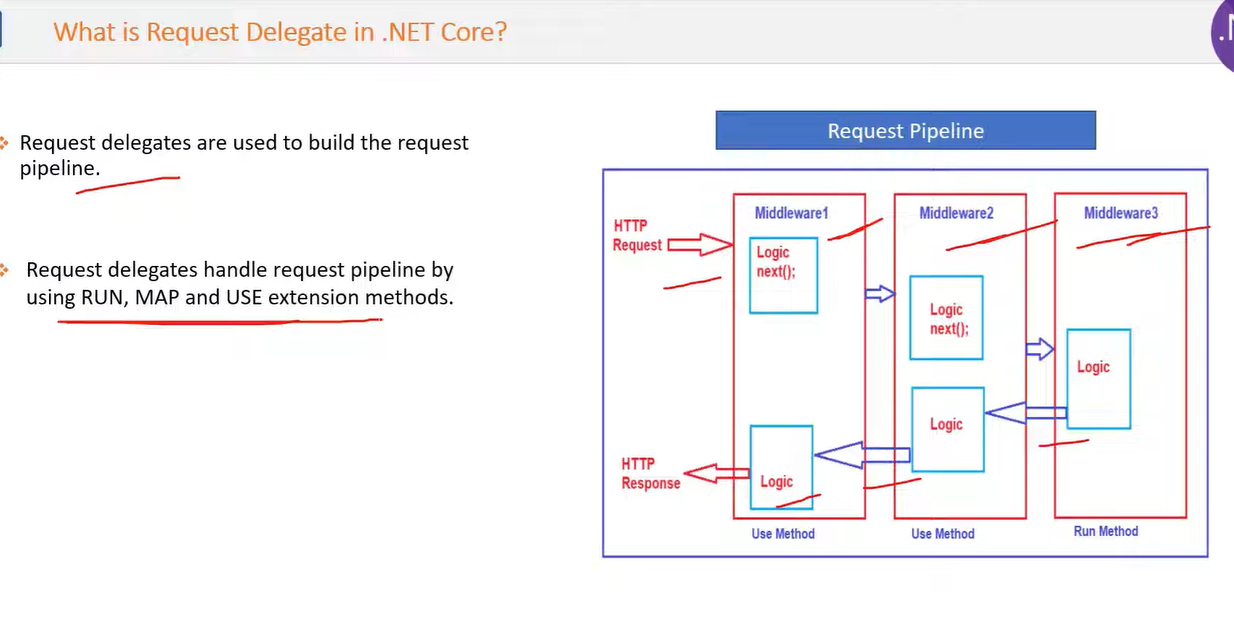 What is Request Delegate in .NET Core?
.N
Request delegates are used to build the request
pipeline.
Request delegates handle request pipeline by
using RUN, MAP and USE extension methods.
Request Pipeline
HTTP
Request
Middleware1
Logic
next();
Middleware2
Logic
next();
Middleware3
Logic
Logic
Logic
HTTP
Response
Use Method
Use Method
Run Method